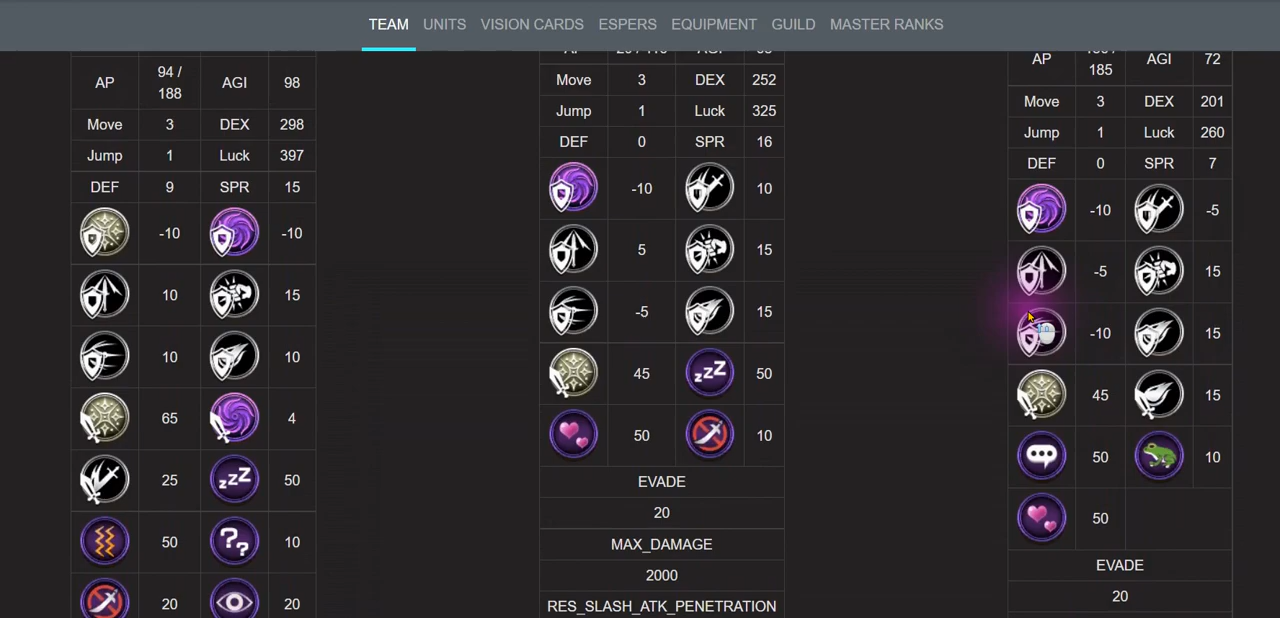 TEAM UNITS VISION CARDS ESPERS EQUIPMENT GUILD MASTER RANKS
AP 94 / 188 AGI 98
Move 3 DEX 298
Jump 1 Luck 397
DEF 9 SPR 15
-10 -10
10 15
10 10
65 4
25 zzZ 50
50 ?? 10
20 20
Move 3 DEX 252
Jump 1 Luck 325
DEF 0 SPR 16
-10 10
5 15
-5 15
45 zzZ 50
50 10
EVADE
20
MAX_DAMAGE
2000
RES_SLASH_ATK_PENETRATION
AP 185 AGI 72
Move 3 DEX 201
Jump 1 Luck 260
DEF 0 SPR 7
-10 -5
-5 15
-10 15
45 15
50 10
50
EVADE
20